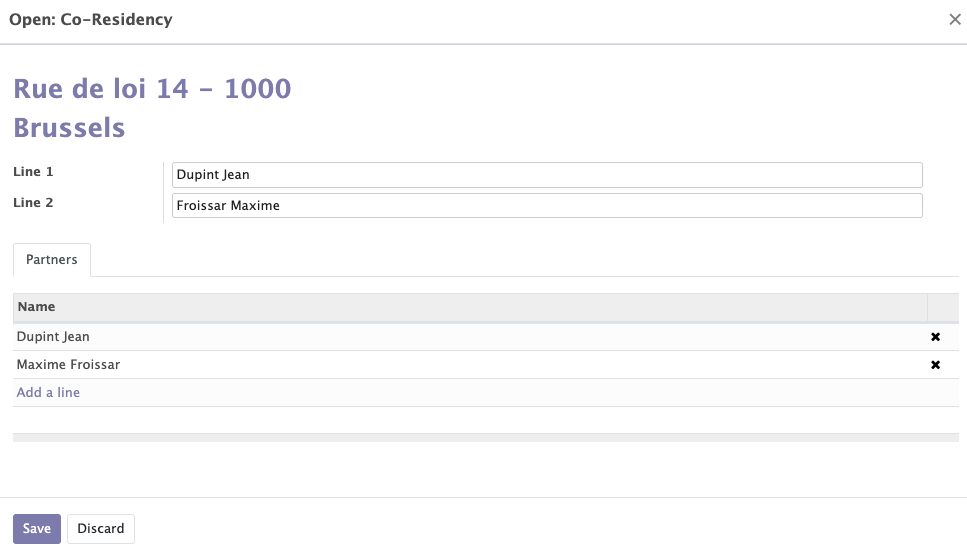 Open: Co-Residency
Rue de loi 14 - 1000
Brussels
Line 1
Dupint Jean
Line 2
Froissar Maxime
Partners
Name
Dupint Jean
Maxime Froissar
Add a line
Save Discard